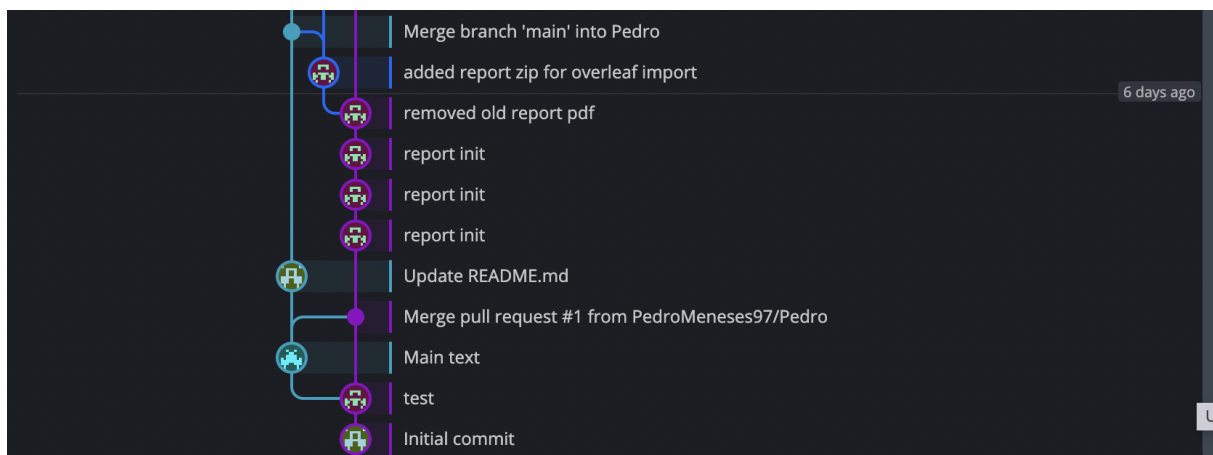 Merge branch 'main' into Pedro
added report zip for overleaf import
6 days ago
removed old report pdf
report init
report init
report init
Update README.md
Merge pull request #1 from PedroMeneses97/Pedro
Main text
test
Initial commit